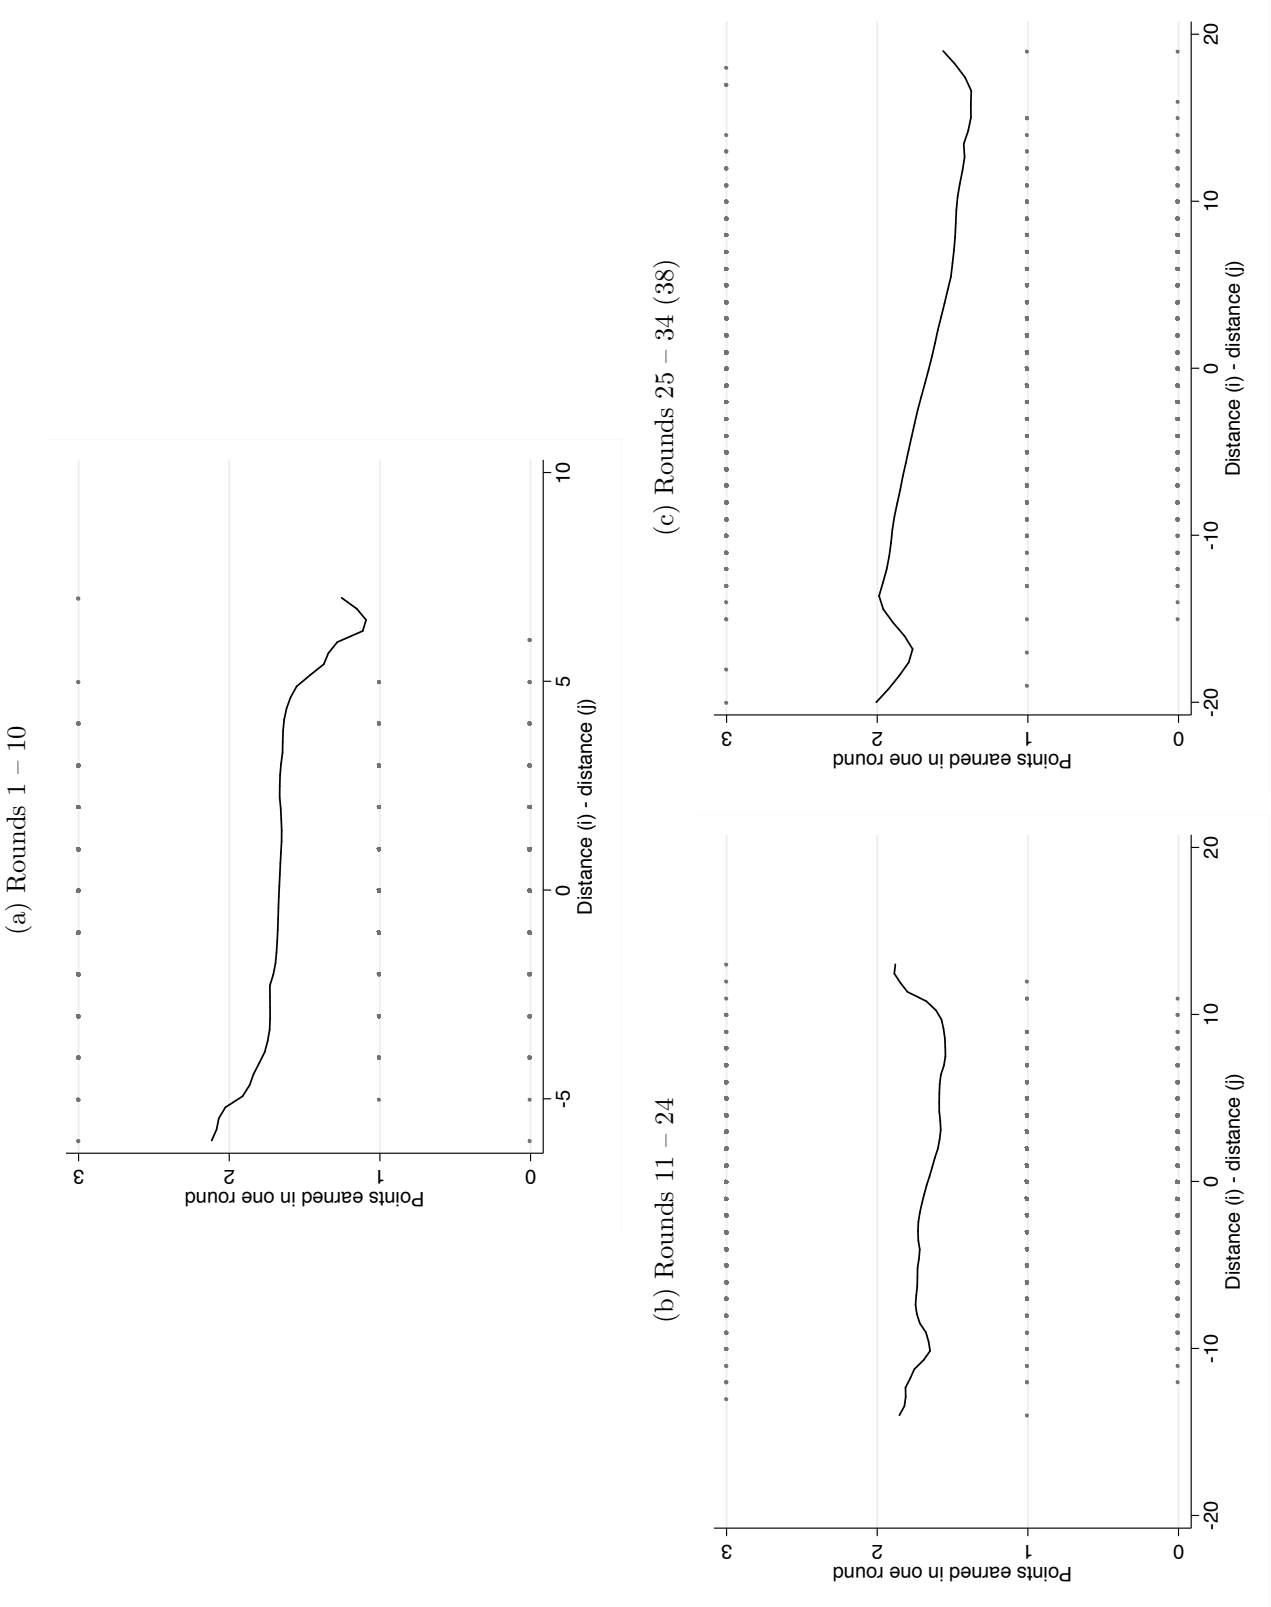 (a) Rounds 1 − 10
Points earned in one round
3
2
1
0
-5
0
5
10
Distance (i) - distance (j)
(b) Rounds 11 − 24
Points earned in one round
3
2
1
0
-20
-10
0
10
20
Distance (i) - distance (j)
(c) Rounds 25 − 34 (38)
Points earned in one round
3
2
1
0
-20
-10
0
10
20
Distance (i) - distance (j)